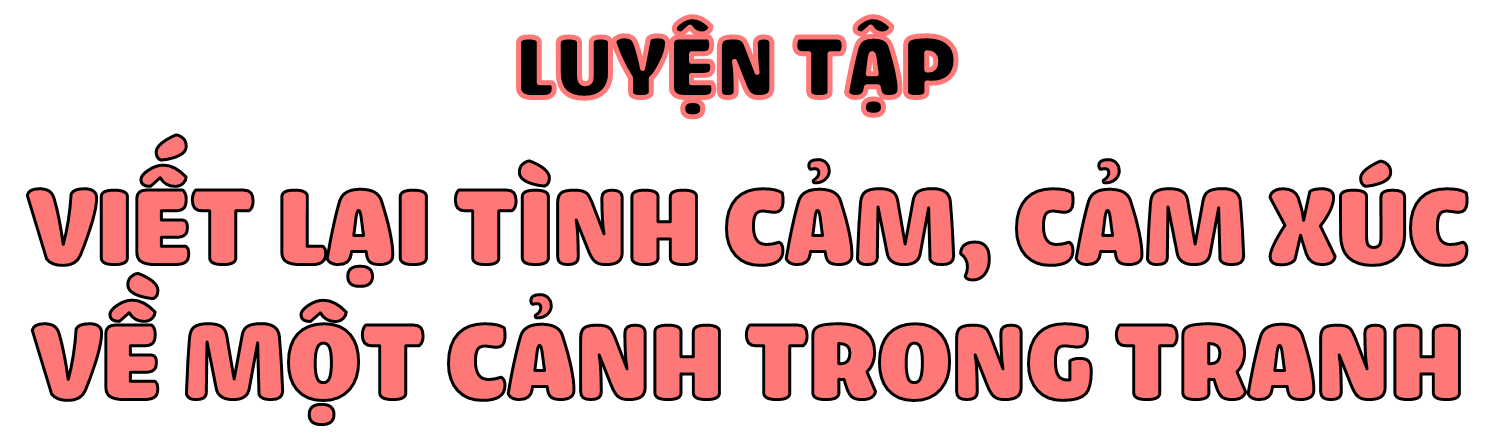 LUYỆN TẬP
VIẾT LẠI TÌNH CẢM, CẢM XÚC
VỀ MỘT CẢNH TRONG TRANH